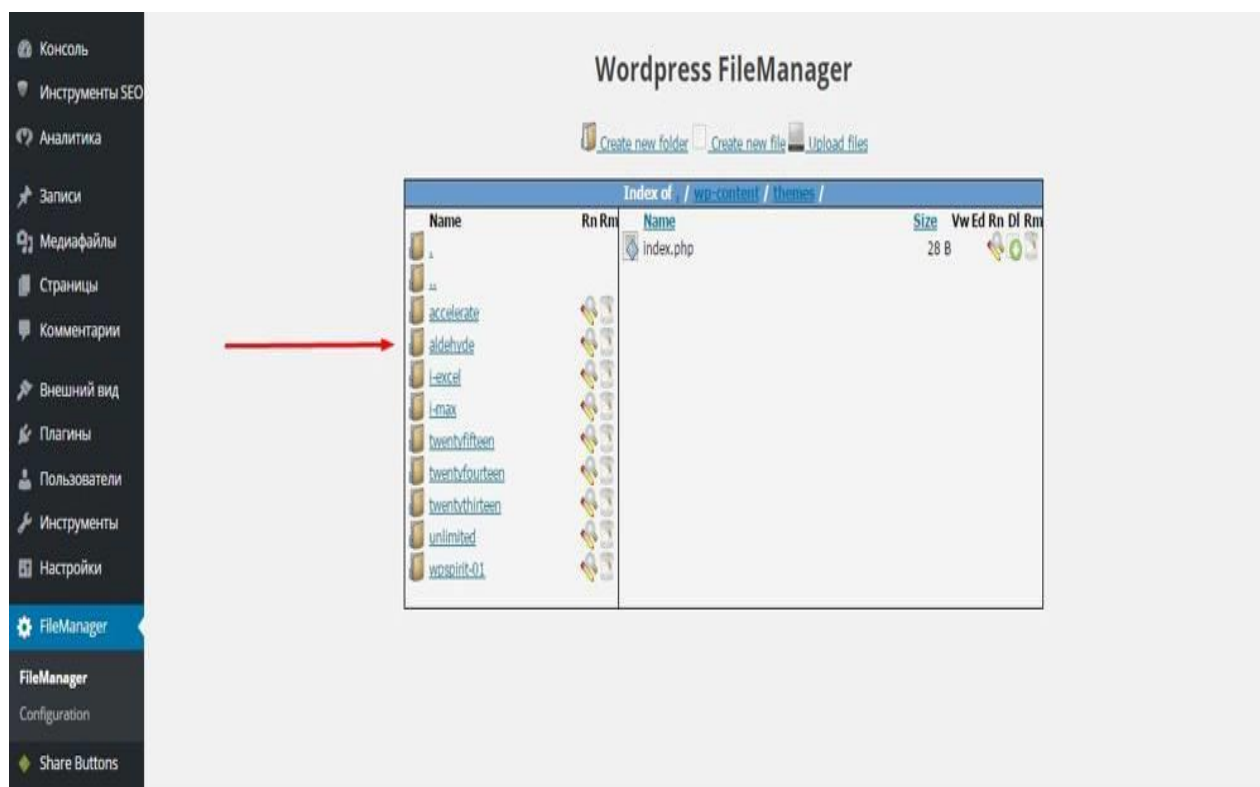 Консоль
Инструменты SEO
Аналитика
Записи
Медиафайлы
Страницы
Комментарии
Внешний вид
Плагины
Пользователи
Инструменты
Настройки
FileManager
FileManager
Configuration
Share Buttons
Wordpress FileManager
Create new folder Create new file Upload files
Index of . / wp-content / themes /
Name Rn Rm Name Size Vw Ed Rn Dl Rm
. index.php 28 B
..
accelerate
aldehyde
i-excel
i-max
twentyfifteen
twentyfourteen
twentythirteen
unlimited
wpspirit-01